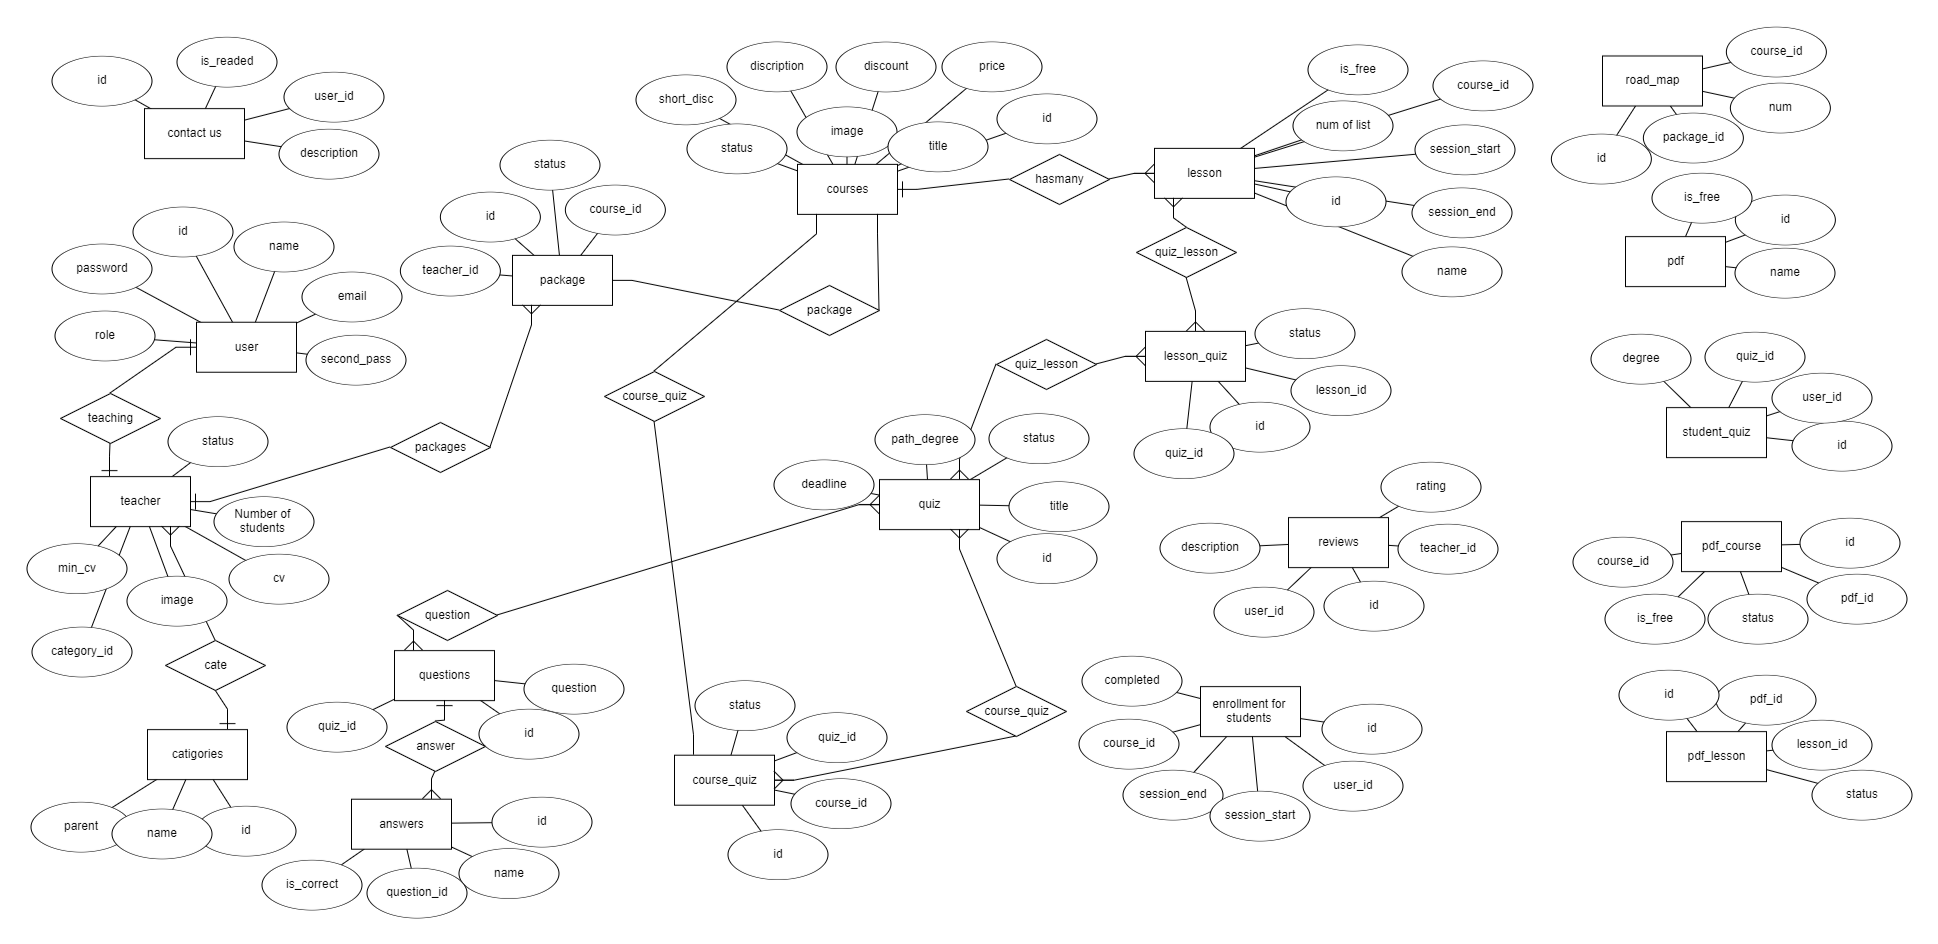 id
is_readed
user_id
description
contact us
short_disc
discription
discount
price
id
status
image
title
courses
hasmany
is_free
course_id
num of list
session_start
lesson
id
session_end
name
quiz_lesson
course_id
road_map
num
package_id
id
is_free
id
pdf
name
status
id
course_id
teacher_id
package
package
id
name
password
email
role
user
second_pass
teaching
status
teacher
Number of
students
min_cv
cv
image
category_id
packages
cate
catigories
parent
name
id
course_quiz
quiz_lesson
status
lesson_quiz
lesson_id
id
quiz_id
path_degree
status
deadline
quiz
title
id
question
questions
question
quiz_id
id
answer
answers
id
is_correct
question_id
name
status
quiz_id
course_quiz
course_id
id
course_quiz
rating
description
reviews
teacher_id
user_id
id
completed
enrollment for
students
id
course_id
session_end
session_start
user_id
degree
quiz_id
user_id
student_quiz
id
course_id
pdf_course
id
is_free
status
pdf_id
id
pdf_id
pdf_lesson
lesson_id
status